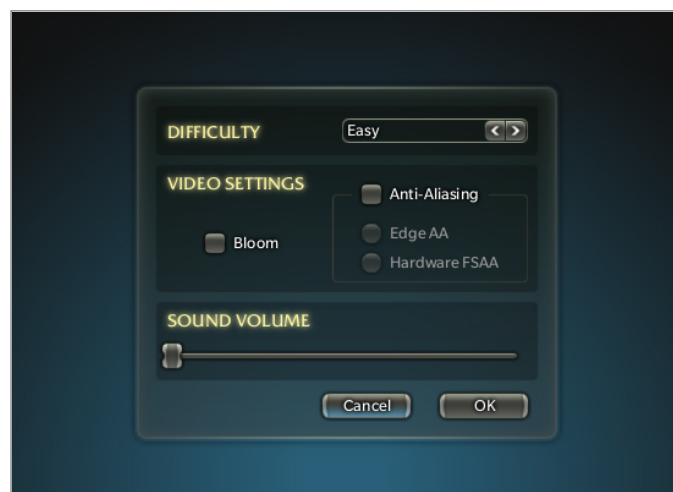 DIFFICULTY
Easy
VIDEO SETTINGS
Anti-Aliasing
Bloom
Edge AA
Hardware FSAA
SOUND VOLUME
Cancel
OK